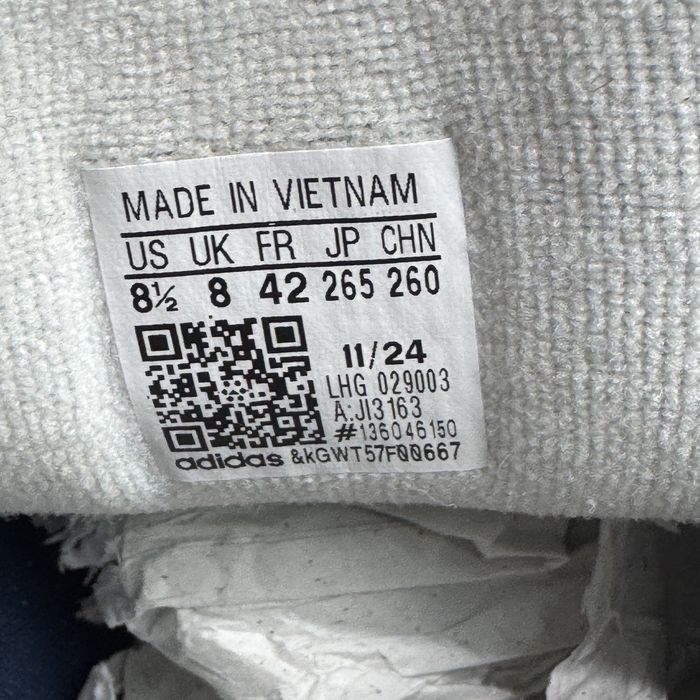 MADE IN VIETNAM
US UK FR JP CHN
8½ 8 42 265 260
11/24
LHG 029003
A:JI3163
#136046150
adidas &kGWT57F00667